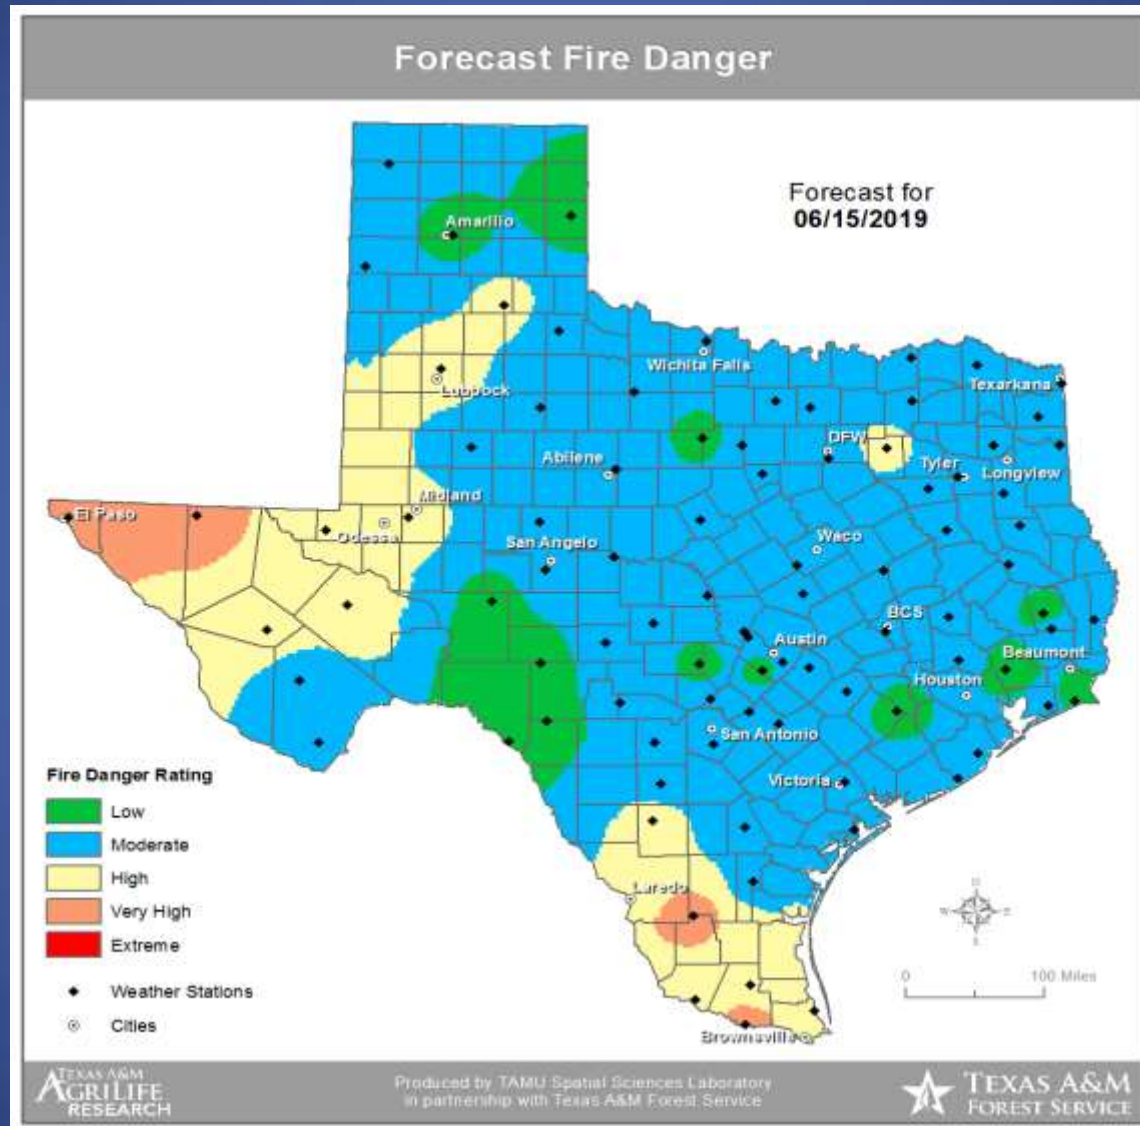 Forecast Fire Danger
Forecast for
06/15/2019
Amarillo
Lubbock
Wichita Falls
Texarkana
DFW
Abilene
Tyler
Longview
Midland
El Paso
Odessa
San Angelo
Waco
BCS
Austin
Beaumont
Houston
San Antonio
Victoria
Laredo
Brownsville
Fire Danger Rating
Low
Moderate
High
Very High
Extreme
Weather Stations
Cities
N
W E
S
0 100 Miles
TEXAS A&M
AGRILIFE
RESEARCH
Produced by TAMU Spatial Sciences Laboratory
in partnership with Texas A&M Forest Service
TEXAS A&M
FOREST SERVICE